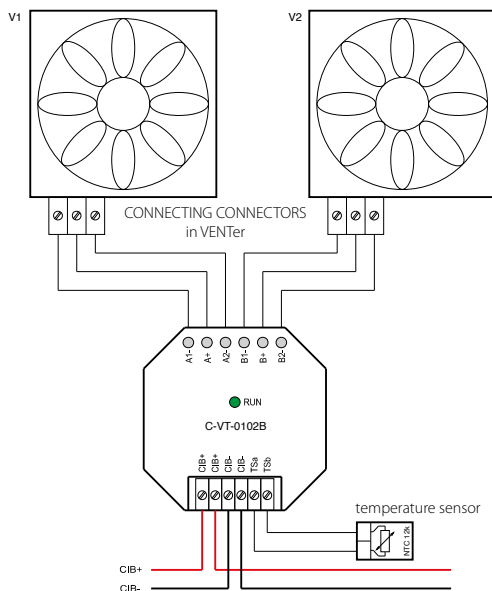 V1
V2
CONNECTING CONNECTORS
in VENTer
A1-
A+
A2-
B1-
B+
B2-
RUN
C-VT-0102B
CIB+
CIB+
CIB-
CIB-
TSa
TSb
temperature sensor
NTC 12k
CIB+
CIB-